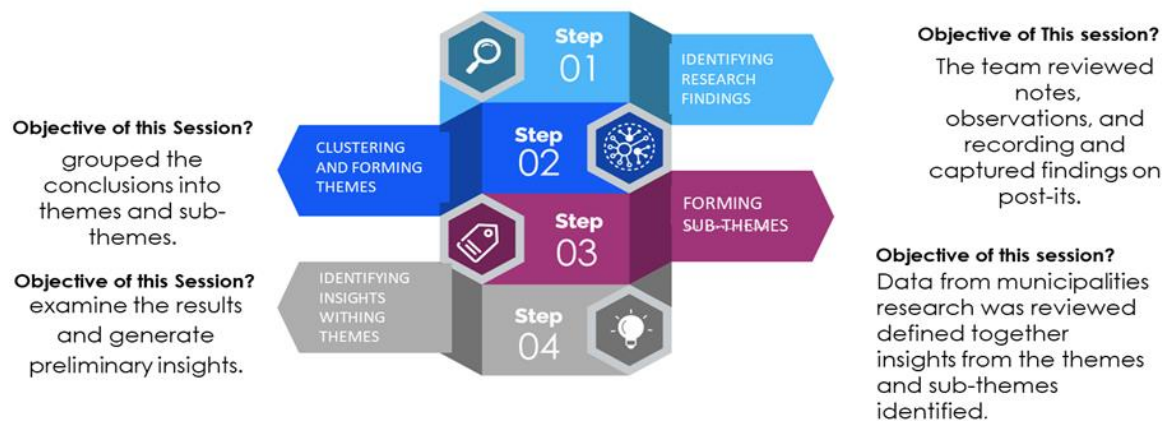 Step
01
IDENTIFYING
RESEARCH
FINDINGS
Objective of This session?
The team reviewed
notes,
observations, and
recording and
captured findings on
post-its.
Objective of this Session?
grouped the
conclusions into
themes and sub-
themes.
CLUSTERING
AND FORMING
THEMES
Step
02
Step
03
FORMING
SUB-THEMES
Objective of this session?
Data from municipalities
research was reviewed
defined together
insights from the themes
and sub-themes
identified.
Objective of this Session?
examine the results
and generate
preliminary insights.
IDENTIFYING
INSIGHTS
WITHING
THEMES
Step
04